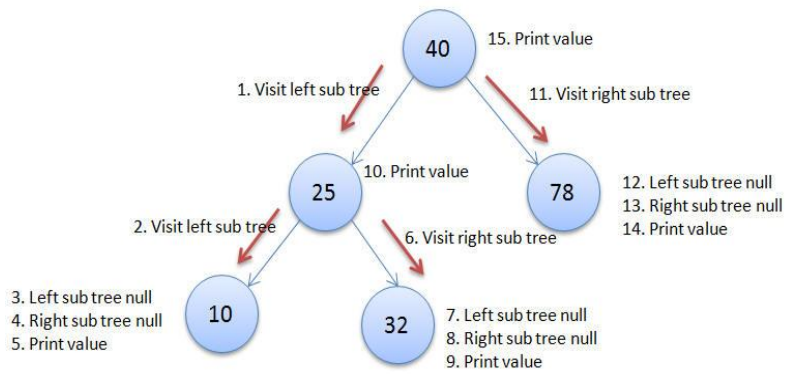 40
15. Print value
1. Visit left sub tree
11. Visit right sub tree
10. Print value
25
78
12. Left sub tree null
13. Right sub tree null
14. Print value
2. Visit left sub tree
6. Visit right sub tree
3. Left sub tree null
4. Right sub tree null
5. Print value
10
32
7. Left sub tree null
8. Right sub tree null
9. Print value